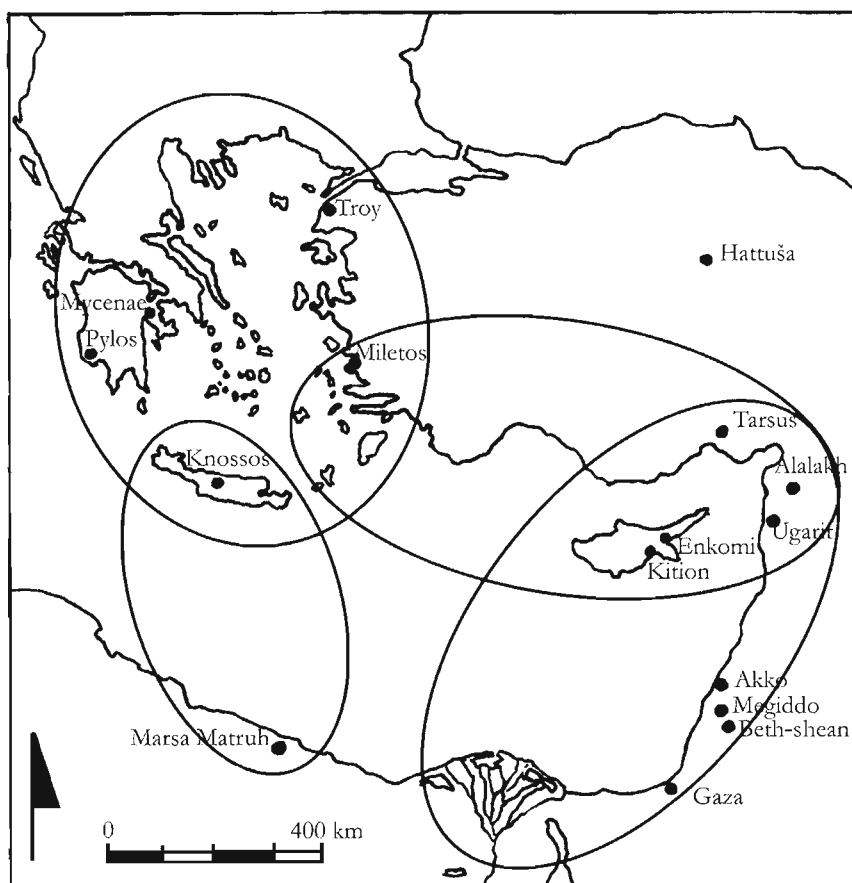 Troy
Hattuša
Mycenae
Pylos
Miletos
Tarsus
Knossos
Alalakh
Ugarit
Enkomi
Kition
Akko
Megiddo
Beth-shean
Marsa Matruh
Gaza
0 400 km